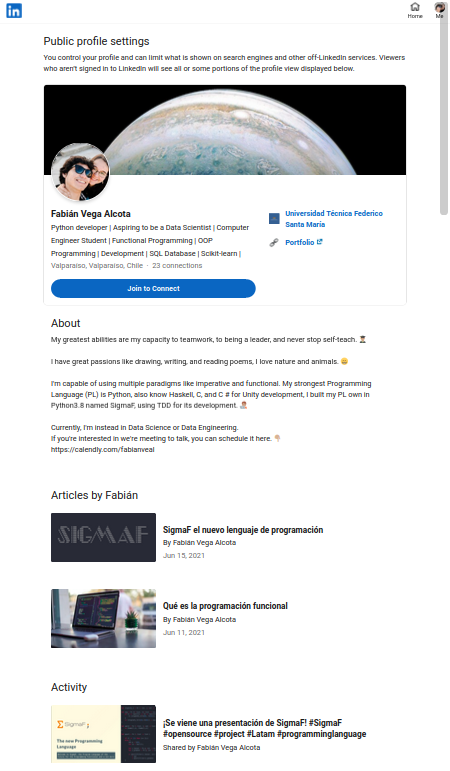 in
Home
Me
Public profile settings
You control your profile and can limit what is shown on search engines and other off-LinkedIn services. Viewers
who aren't signed in to LinkedIn will see all or some portions of the profile view displayed below.
Fabián Vega Alcota
Python developer | Aspiring to be a Data Scientist | Computer
Engineer Student | Functional Programming | OOP
Programming | Development | SQL Database | Scikit-learn |
Valparaíso, Valparaíso, Chile · 23 connections
Join to Connect
Universidad Técnica Federico
Santa María
Portfolio
About
My greatest abilities are my capacity to teamwork, to being a leader, and never stop self-teach. 👨🏻‍🎓
I have great passions like drawing, writing, and reading poems, I love nature and animals. 😄
I'm capable of using multiple paradigms like imperative and functional. My strongest Programming
Language (PL) is Python, also know Haskell, C, and C # for Unity development, I built my PL own in
Python3.8 named SigmaF, using TDD for its development. 👨🏻‍💻
Currently, I'm instead in Data Science or Data Engineering.
If you're interested in we're meeting to talk, you can schedule it here. 👇🏻
https://calendly.com/fabianveal
Articles by Fabián
SIGMAF
SigmaF el nuevo lenguaje de programación
By Fabián Vega Alcota
Jun 15, 2021
Qué es la programación funcional
By Fabián Vega Alcota
Jun 11, 2021
Activity
Σ SigmaF
The new Programming
Language
¡Se viene una presentación de SigmaF! #SigmaF
#opensource #project #Latam #programminglanguage
Shared by Fabián Vega Alcota